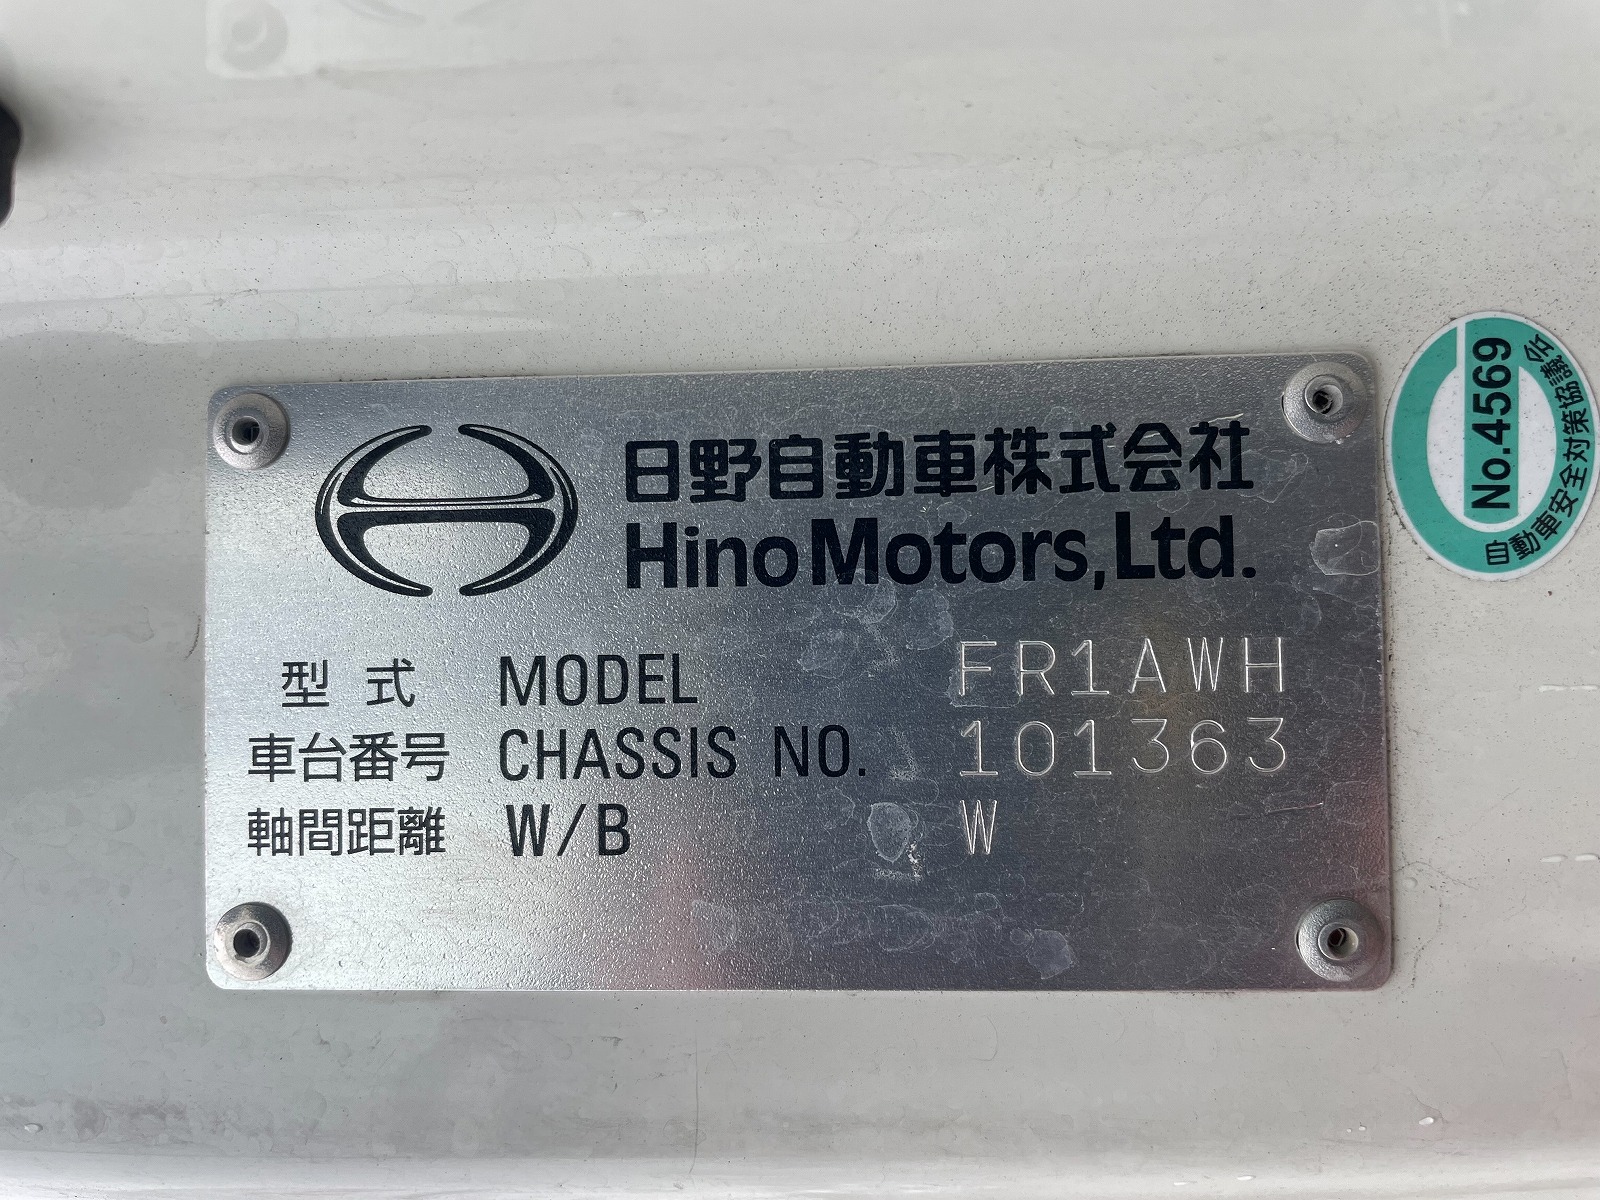 日野自動車株式会社
Hino Motors, Ltd.
型式 MODEL FR1AWH
車台番号 CHASSIS NO. 101363
軸間距離 W/B W
No.4569
自動車安全対策協議会